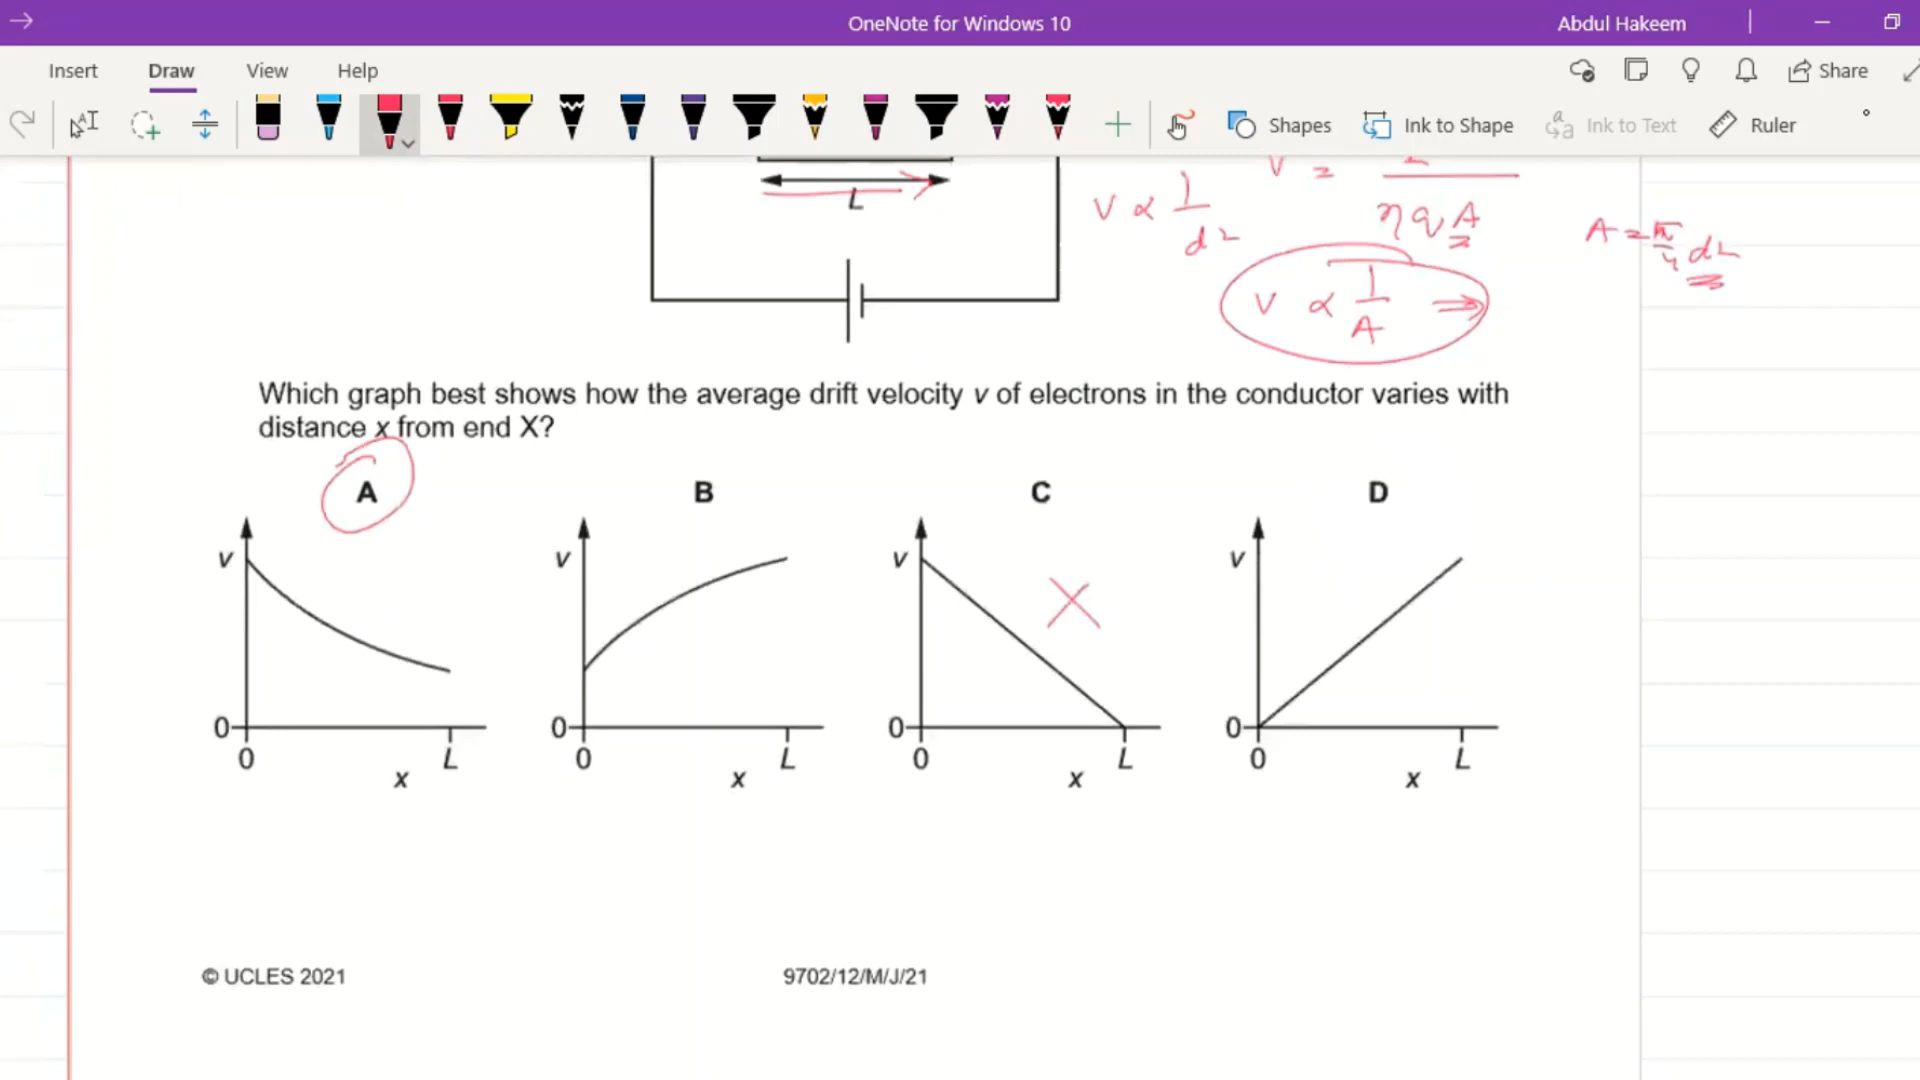 OneNote for Windows 10
Abdul Hakeem
Insert
Draw
View
Help
Share
Shapes
Ink to Shape
Ink to Text
Ruler
L
V ∝ 1/d2
V =
η q A
A = π/4 d2
V ∝ 1/A ⇒
Which graph best shows how the average drift velocity v of electrons in the conductor varies with
distance x from end X?
A
B
C
D
v
v
v
v
0
0
0
0
0
L
0
L
0
L
0
L
x
x
x
x
© UCLES 2021
9702/12/M/J/21